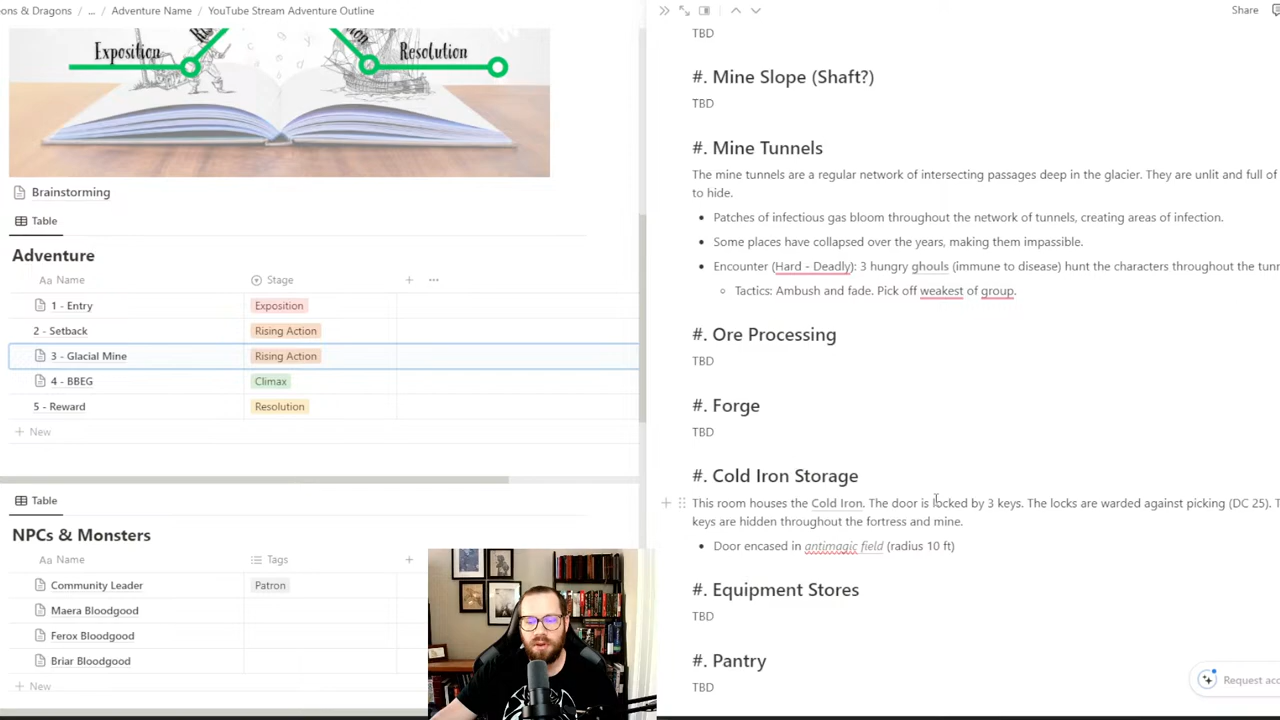 ons & Dragons / ... / Adventure Name / YouTube Stream Adventure Outline
Share
Exposition
Resolution
Brainstorming
Table
Adventure
Aa Name
Stage
1 - Entry
Exposition
2 - Setback
Rising Action
3 - Glacial Mine
Rising Action
4 - BBEG
Climax
5 - Reward
Resolution
+ New
Table
NPCs & Monsters
Aa Name
Tags
Community Leader
Patron
Maera Bloodgood
Ferox Bloodgood
Briar Bloodgood
+ New
TBD
#. Mine Slope (Shaft?)
TBD
#. Mine Tunnels
The mine tunnels are a regular network of intersecting passages deep in the glacier. They are unlit and full of
to hide.
• Patches of infectious gas bloom throughout the network of tunnels, creating areas of infection.
• Some places have collapsed over the years, making them impassible.
• Encounter (Hard - Deadly): 3 hungry ghouls (immune to disease) hunt the characters throughout the tunn
○ Tactics: Ambush and fade. Pick off weakest of group.
#. Ore Processing
TBD
#. Forge
TBD
#. Cold Iron Storage
This room houses the Cold Iron. The door is locked by 3 keys. The locks are warded against picking (DC 25). T
keys are hidden throughout the fortress and mine.
• Door encased in antimagic field (radius 10 ft)
#. Equipment Stores
TBD
#. Pantry
TBD
Request acc